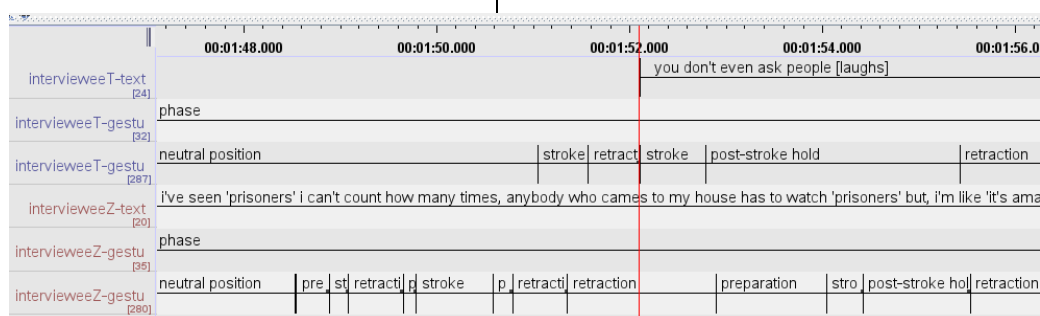 00:01:48.000 00:01:50.000 00:01:52.000 00:01:54.000 00:01:56.0
intervieweeT-text [24] you don't even ask people [laughs]
intervieweeT-gestu [32] phase
intervieweeT-gestu [287] neutral position stroke retract stroke post-stroke hold retraction
intervieweeZ-text [20] i've seen 'prisoners' i can't count how many times, anybody who cames to my house has to watch 'prisoners' but, i'm like 'it's ama
intervieweeZ-gestu [35] phase
intervieweeZ-gestu [280] neutral position pre st retracti p stroke p retracti retraction preparation stro post-stroke hol retraction